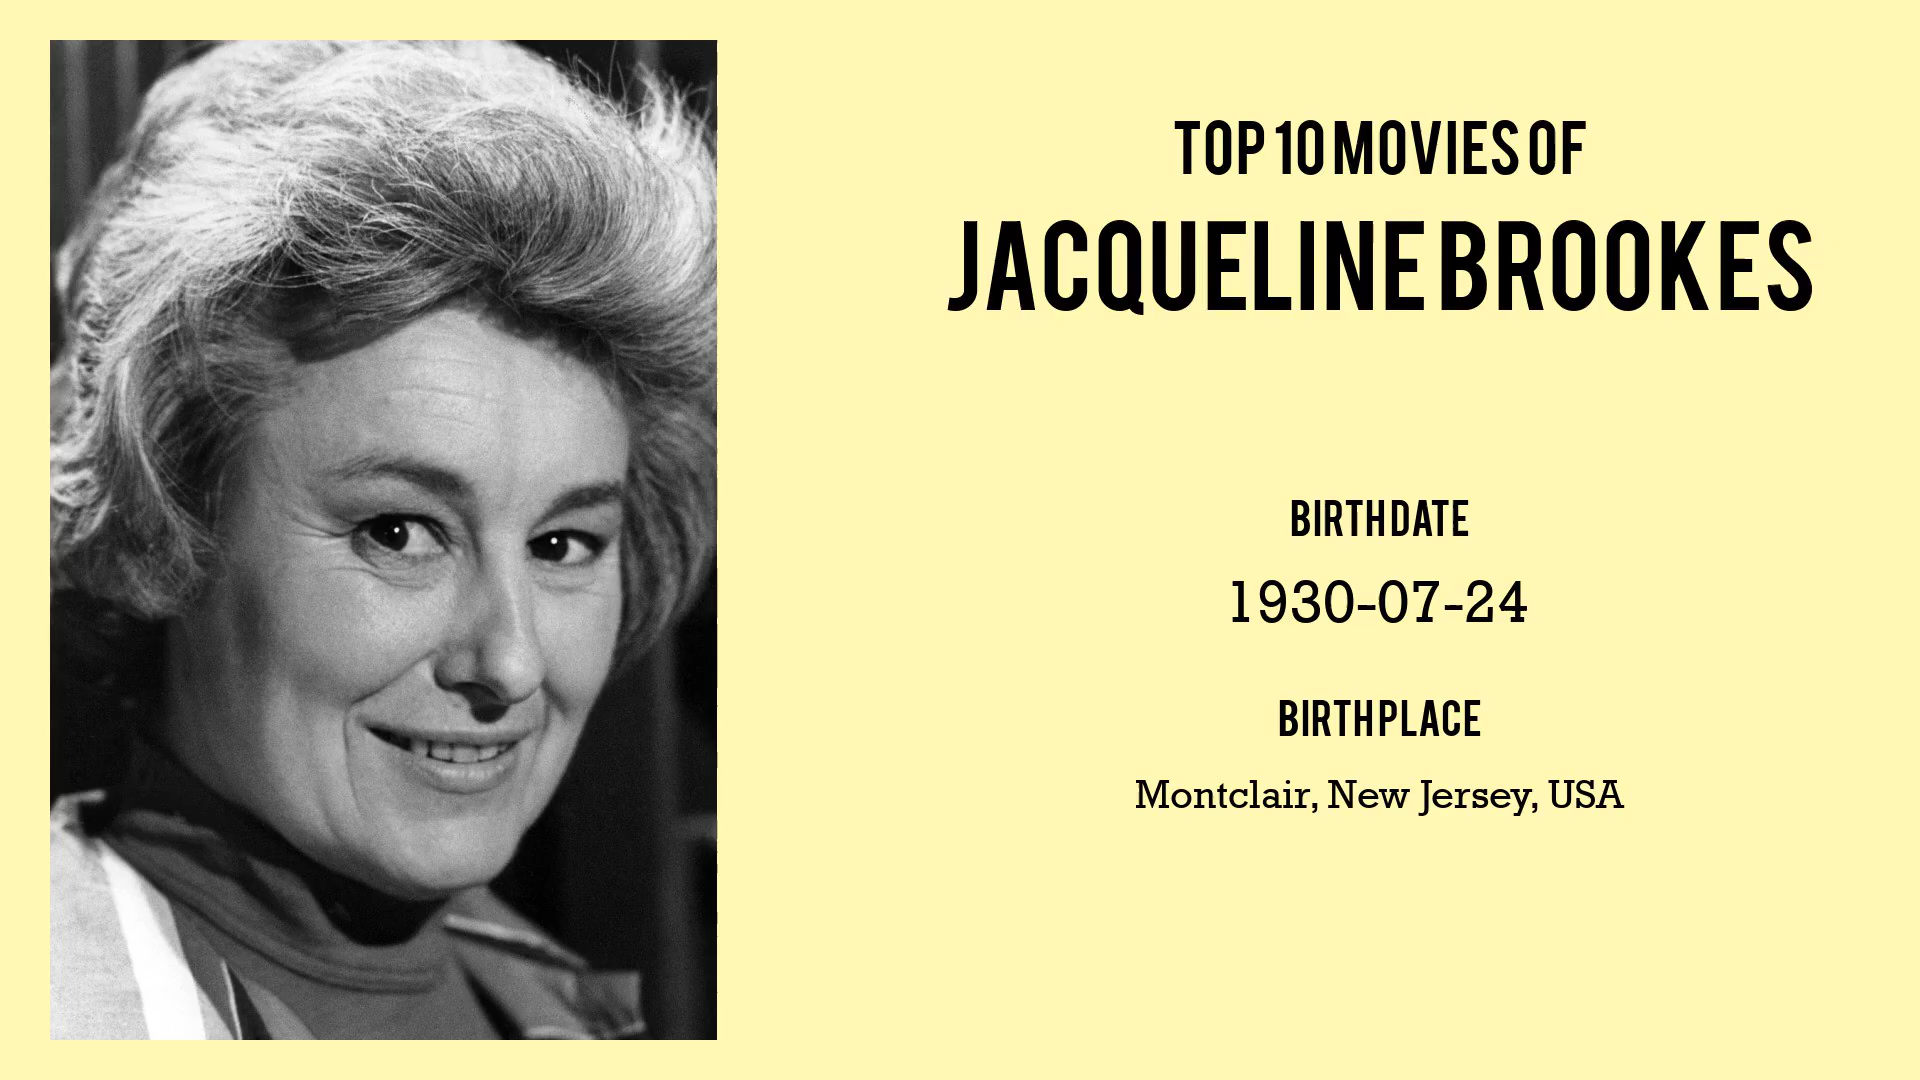 TOP 10 MOVIES OF
JACQUELINE BROOKES
BIRTHDATE
1930-07-24
BIRTHPLACE
Montclair, New Jersey, USA